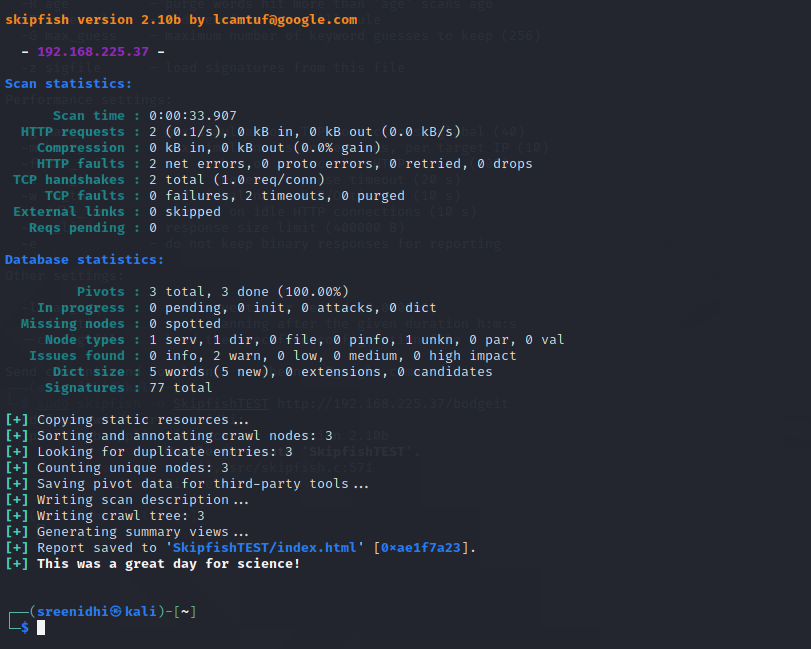 skipfish version 2.10b by lcamtuf@google.com
- 192.168.225.37 -
Scan statistics:
Scan time : 0:00:33.907
HTTP requests : 2 (0.1/s), 0 kB in, 0 kB out (0.0 kB/s)
Compression : 0 kB in, 0 kB out (0.0% gain)
HTTP faults : 2 net errors, 0 proto errors, 0 retried, 0 drops
TCP handshakes : 2 total (1.0 req/conn)
TCP faults : 0 failures, 2 timeouts, 0 purged
External links : 0 skipped
Reqs pending : 0
Database statistics:
Pivots : 3 total, 3 done (100.00%)
In progress : 0 pending, 0 init, 0 attacks, 0 dict
Missing nodes : 0 spotted
Node types : 1 serv, 1 dir, 0 file, 0 pinfo, 1 unkn, 0 par, 0 val
Issues found : 0 info, 2 warn, 0 low, 0 medium, 0 high impact
Dict size : 5 words (5 new), 0 extensions, 0 candidates
Signatures : 77 total
[+] Copying static resources...
[+] Sorting and annotating crawl nodes: 3
[+] Looking for duplicate entries: 3
[+] Counting unique nodes: 3
[+] Saving pivot data for third-party tools...
[+] Writing scan description...
[+] Writing crawl tree: 3
[+] Generating summary views...
[+] Report saved to 'SkipfishTEST/index.html' [0×ae1f7a23].
[+] This was a great day for science!
┌──(sreenidhi㉿kali)-[~]
└─$